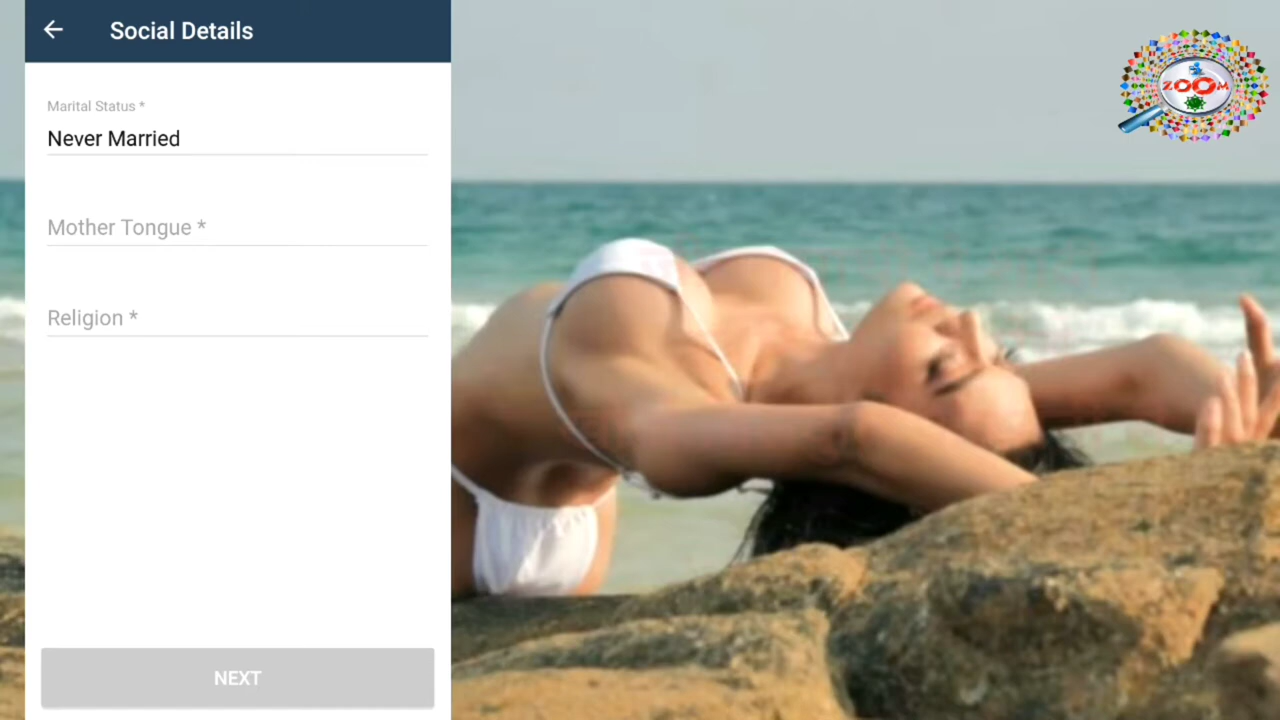 Social Details
Marital Status *
Never Married
Mother Tongue *
Religion *
NEXT
ZOOM